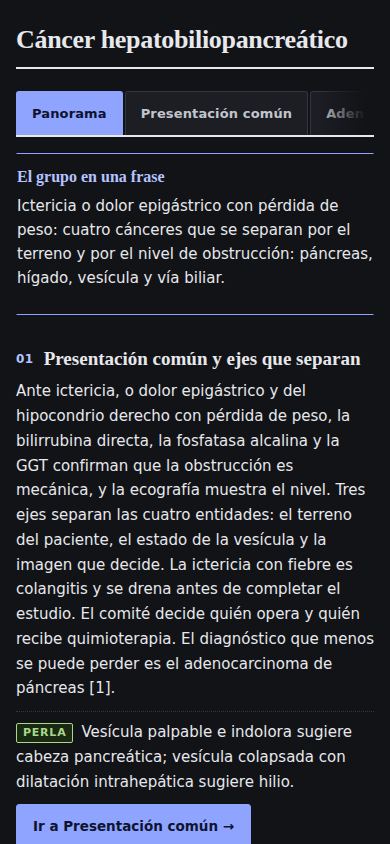 Cáncer hepatobiliopancreático
Panorama
Presentación común
Aden
El grupo en una frase
Ictericia o dolor epigástrico con pérdida de
peso: cuatro cánceres que se separan por el
terreno y por el nivel de obstrucción: páncreas,
hígado, vesícula y vía biliar.
01 Presentación común y ejes que separan
Ante ictericia, o dolor epigástrico y del
hipocondrio derecho con pérdida de peso, la
bilirrubina directa, la fosfatasa alcalina y la
GGT confirman que la obstrucción es
mecánica, y la ecografía muestra el nivel. Tres
ejes separan las cuatro entidades: el terreno
del paciente, el estado de la vesícula y la
imagen que decide. La ictericia con fiebre es
colangitis y se drena antes de completar el
estudio. El comité decide quién opera y quién
recibe quimioterapia. El diagnóstico que menos
se puede perder es el adenocarcinoma de
páncreas [1].
PERLA Vesícula palpable e indolora sugiere
cabeza pancreática; vesícula colapsada con
dilatación intrahepática sugiere hilio.
Ir a Presentación común →